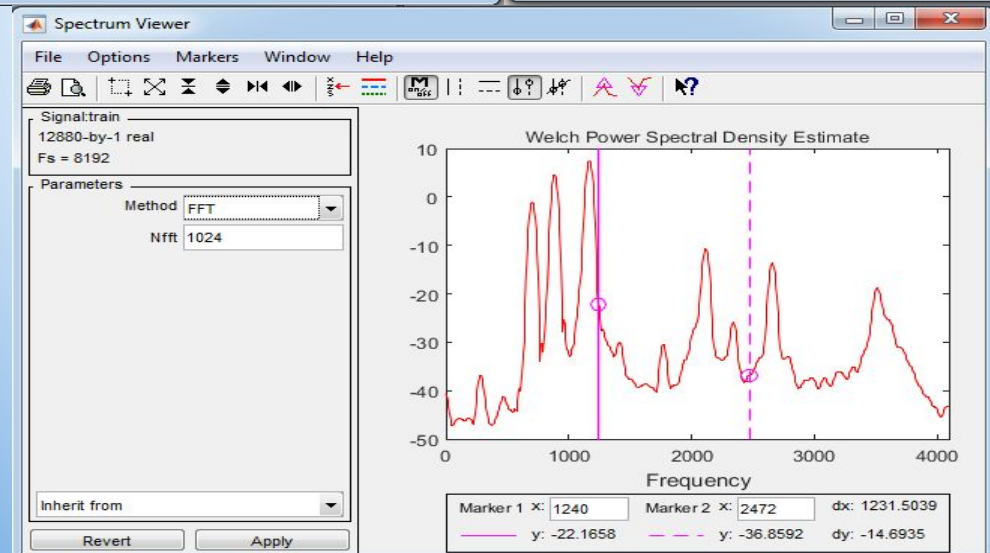 Spectrum Viewer
File Options Markers Window Help
M
on/off
Signal:train
12880-by-1 real
Fs = 8192
Parameters
Method FFT
Nfft 1024
Inherit from
Revert Apply
Welch Power Spectral Density Estimate
10
0
-10
-20
-30
-40
-50
0 1000 2000 3000 4000
Frequency
Marker 1 x: 1240 Marker 2 x: 2472 dx: 1231.5039
y: -22.1658 y: -36.8592 dy: -14.6935